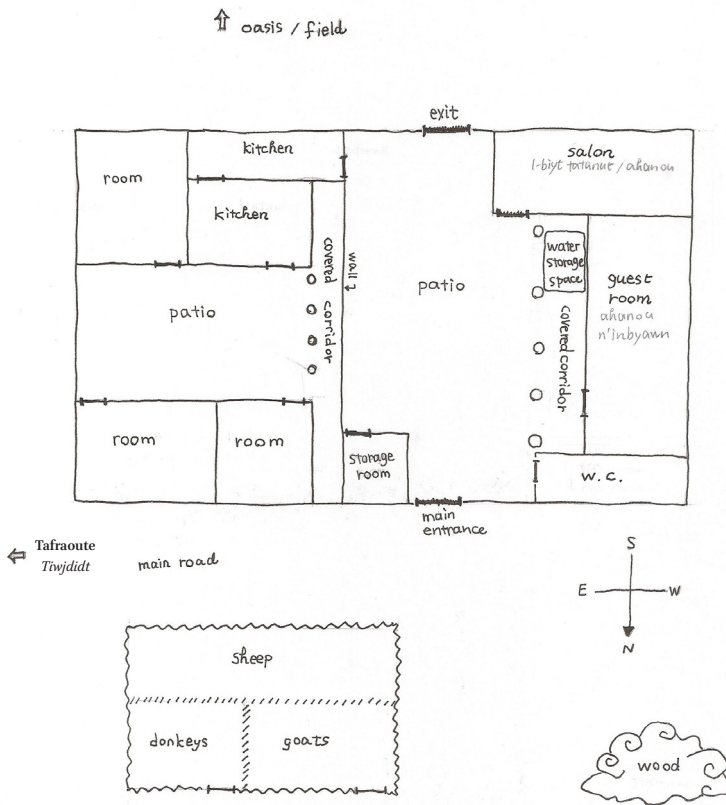 oasis / field
exit
kitchen
salon
l-biyt tatanut / ahanou
room
kitchen
covered
corridor
wall
water
storage
space
patio
guest
room
ahanou
n'inbyawn
patio
covered corridor
room
room
storage
room
W.C.
main
entrance
Tafraoute
Tiwjdidt
main road
S
E
W
N
sheep
donkeys
goats
wood